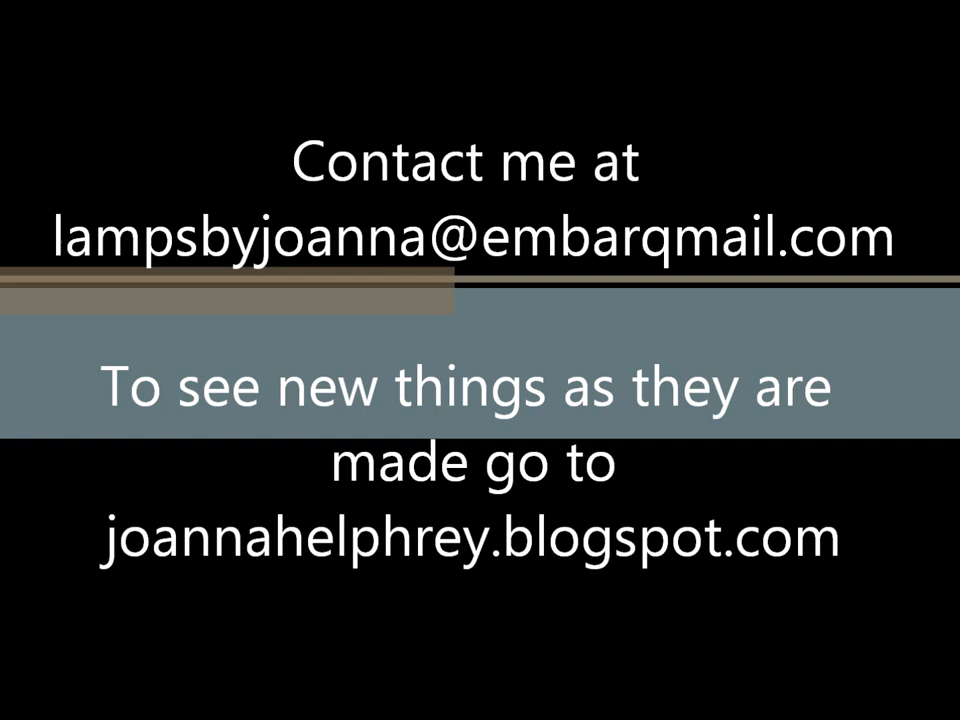 Contact me at
lampsbyjoanna@embarqmail.com
To see new things as they are
made go to
joannahelphrey.blogspot.com